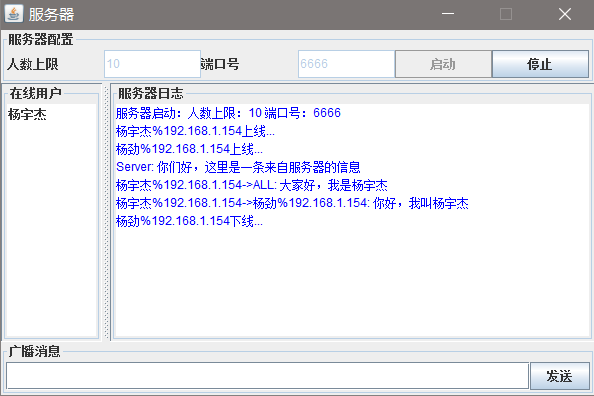 服务器
服务器配置
人数上限 10 端口号 6666 启动 停止
在线用户
杨宇杰
服务器日志
服务器启动：人数上限：10 端口号：6666
杨宇杰%192.168.1.154上线...
杨劲%192.168.1.154上线...
Server: 你们好，这里是一条来自服务器的信息
杨宇杰%192.168.1.154->ALL: 大家好，我是杨宇杰
杨宇杰%192.168.1.154->杨劲%192.168.1.154: 你好，我叫杨宇杰
杨劲%192.168.1.154下线...
广播消息
发送